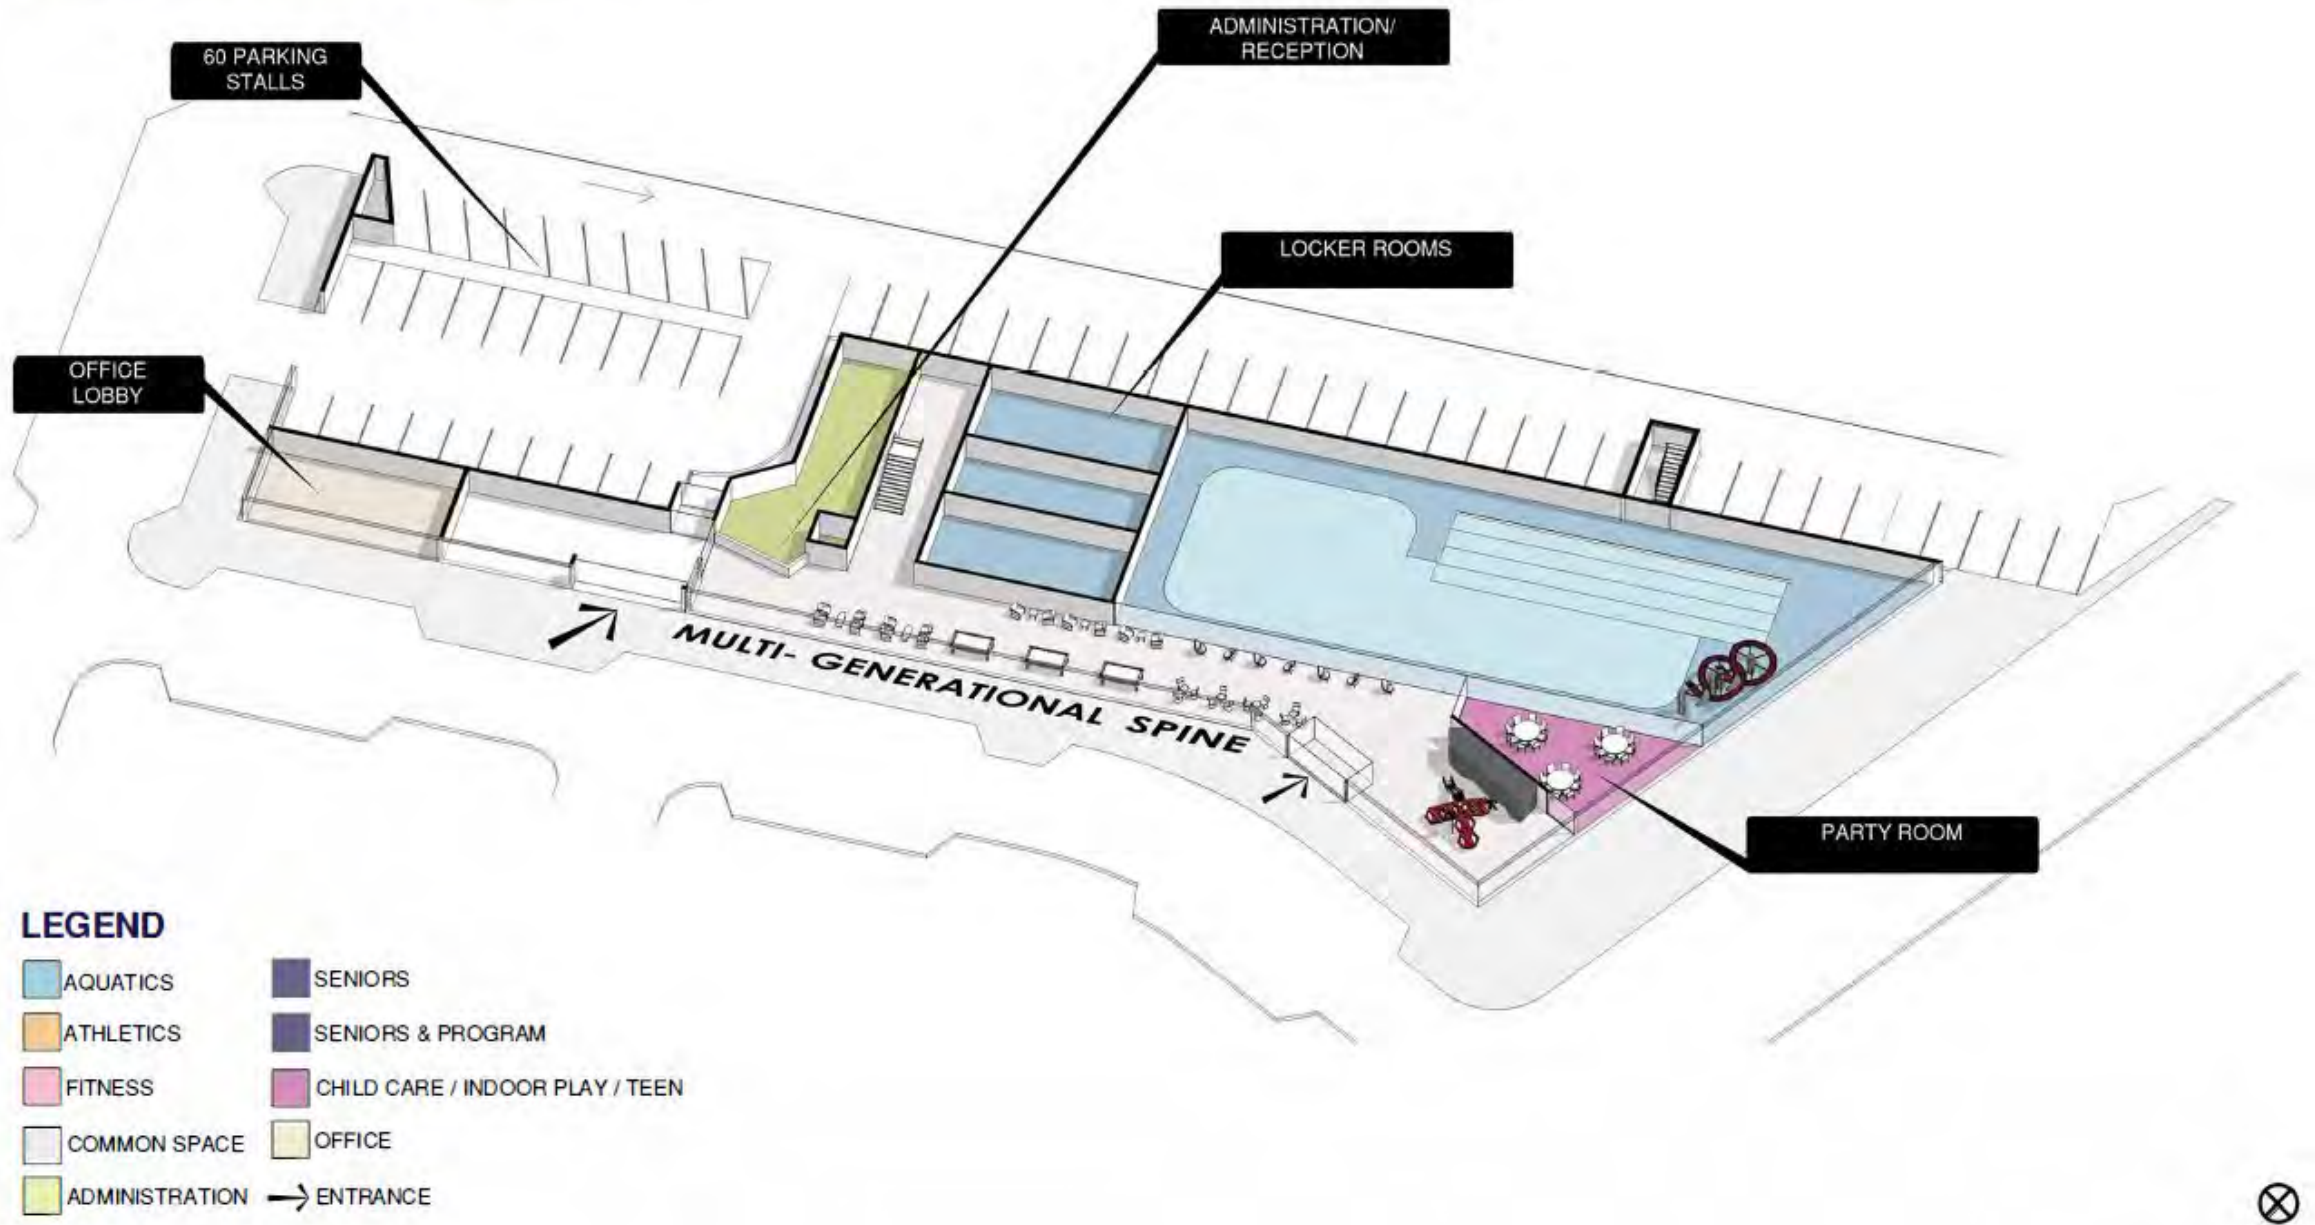 ADMINISTRATION/
RECEPTION
60 PARKING
STALLS
LOCKER ROOMS
OFFICE
LOBBY
MULTI- GENERATIONAL SPINE
PARTY ROOM
LEGEND
AQUATICS
ATHLETICS
FITNESS
COMMON SPACE
ADMINISTRATION
SENIORS
SENIORS & PROGRAM
CHILD CARE / INDOOR PLAY / TEEN
OFFICE
ENTRANCE